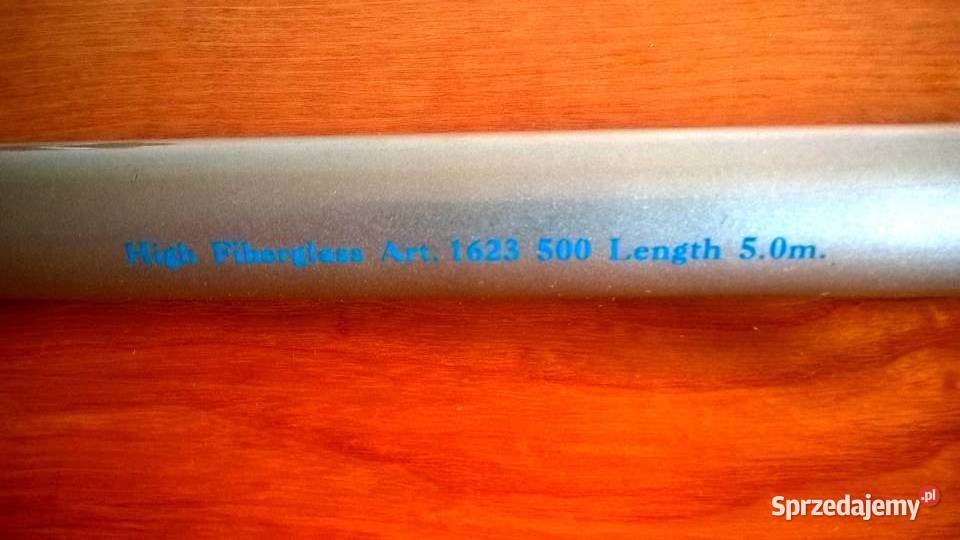 High Fiberglass Art. 1623 500 Length 5.0m.
Sprzedajemy.pl